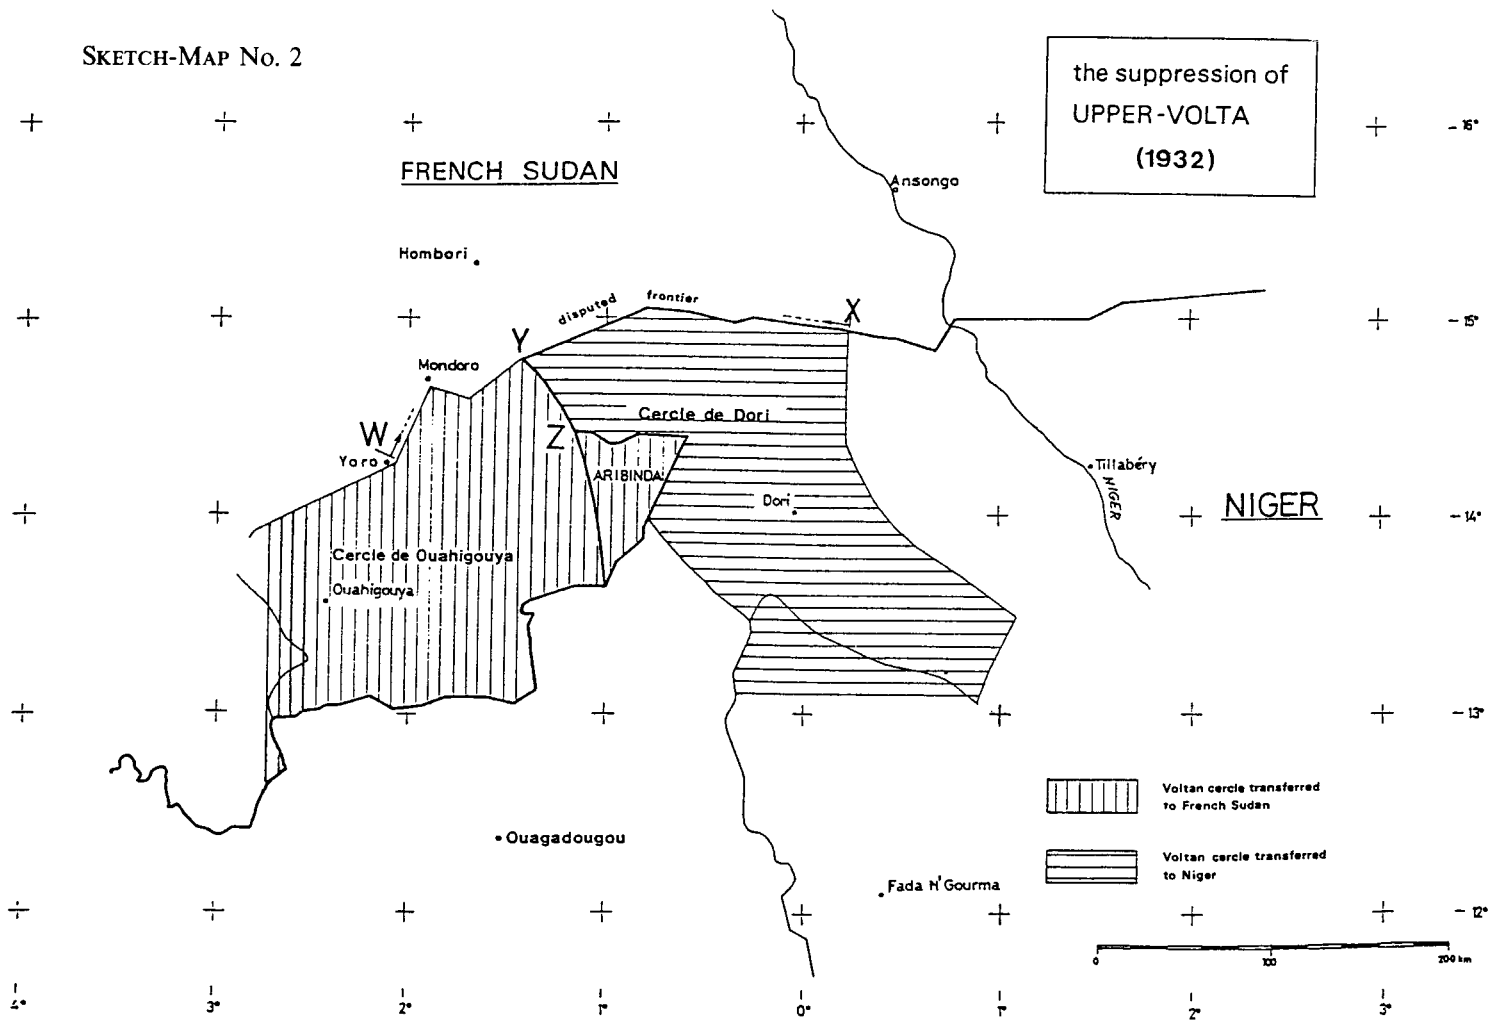 SKETCH-MAP No. 2
the suppression of
UPPER-VOLTA
(1932)
-16°
FRENCH SUDAN
Ansongo
Hombori
disputed frontier
X
-15°
Y
Mondoro
Cercle de Dori
W
Z
Yoro
ARIBINDA
Tillabéry
NIGER
Dori
NIGER
-14°
Cercle de Ouahigouya
Ouahigouya
-13°
Voltan cercle transferred
to French Sudan
Ouagadougou
Voltan cercle transferred
to Niger
Fada N'Gourma
-12°
0 100 200 km
4° 3° 2° 1° 0° 1° 2° 3°